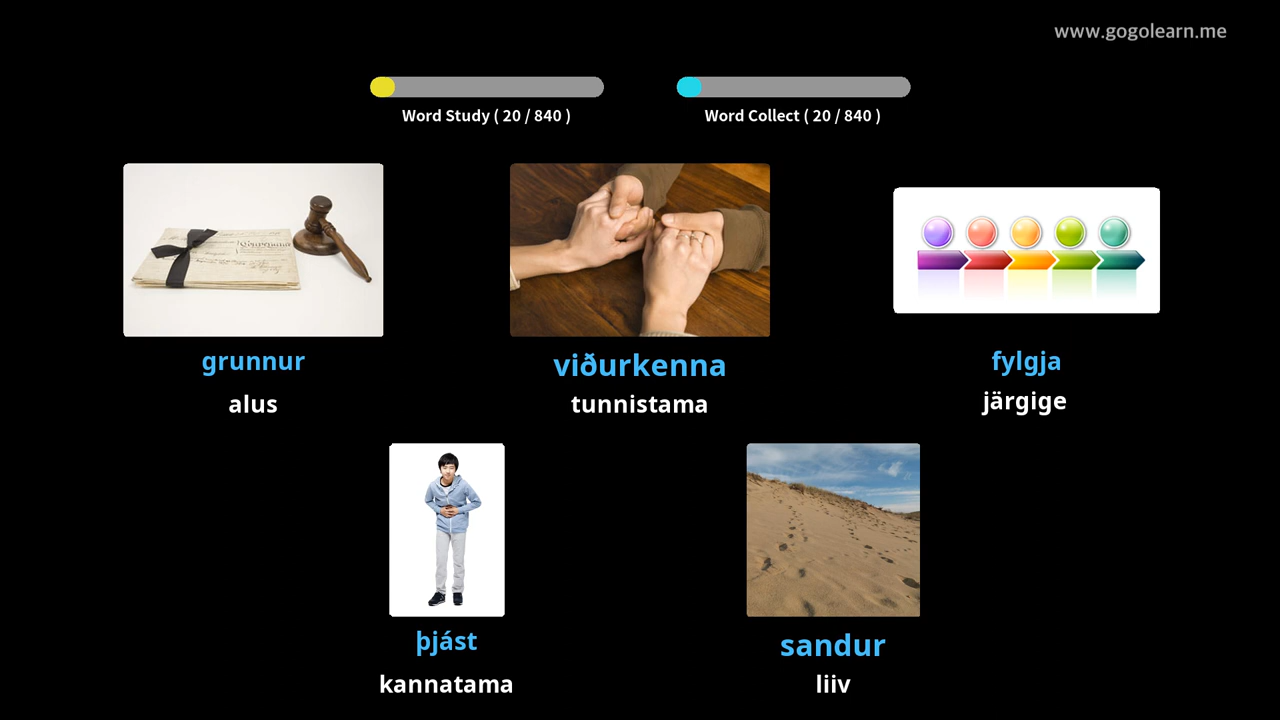 www.gogolearn.me
Word Study ( 20 / 840 )
Word Collect ( 20 / 840 )
grunnur
alus
viðurkenna
tunnistama
fylgja
järgige
þjást
kannatama
sandur
liiv